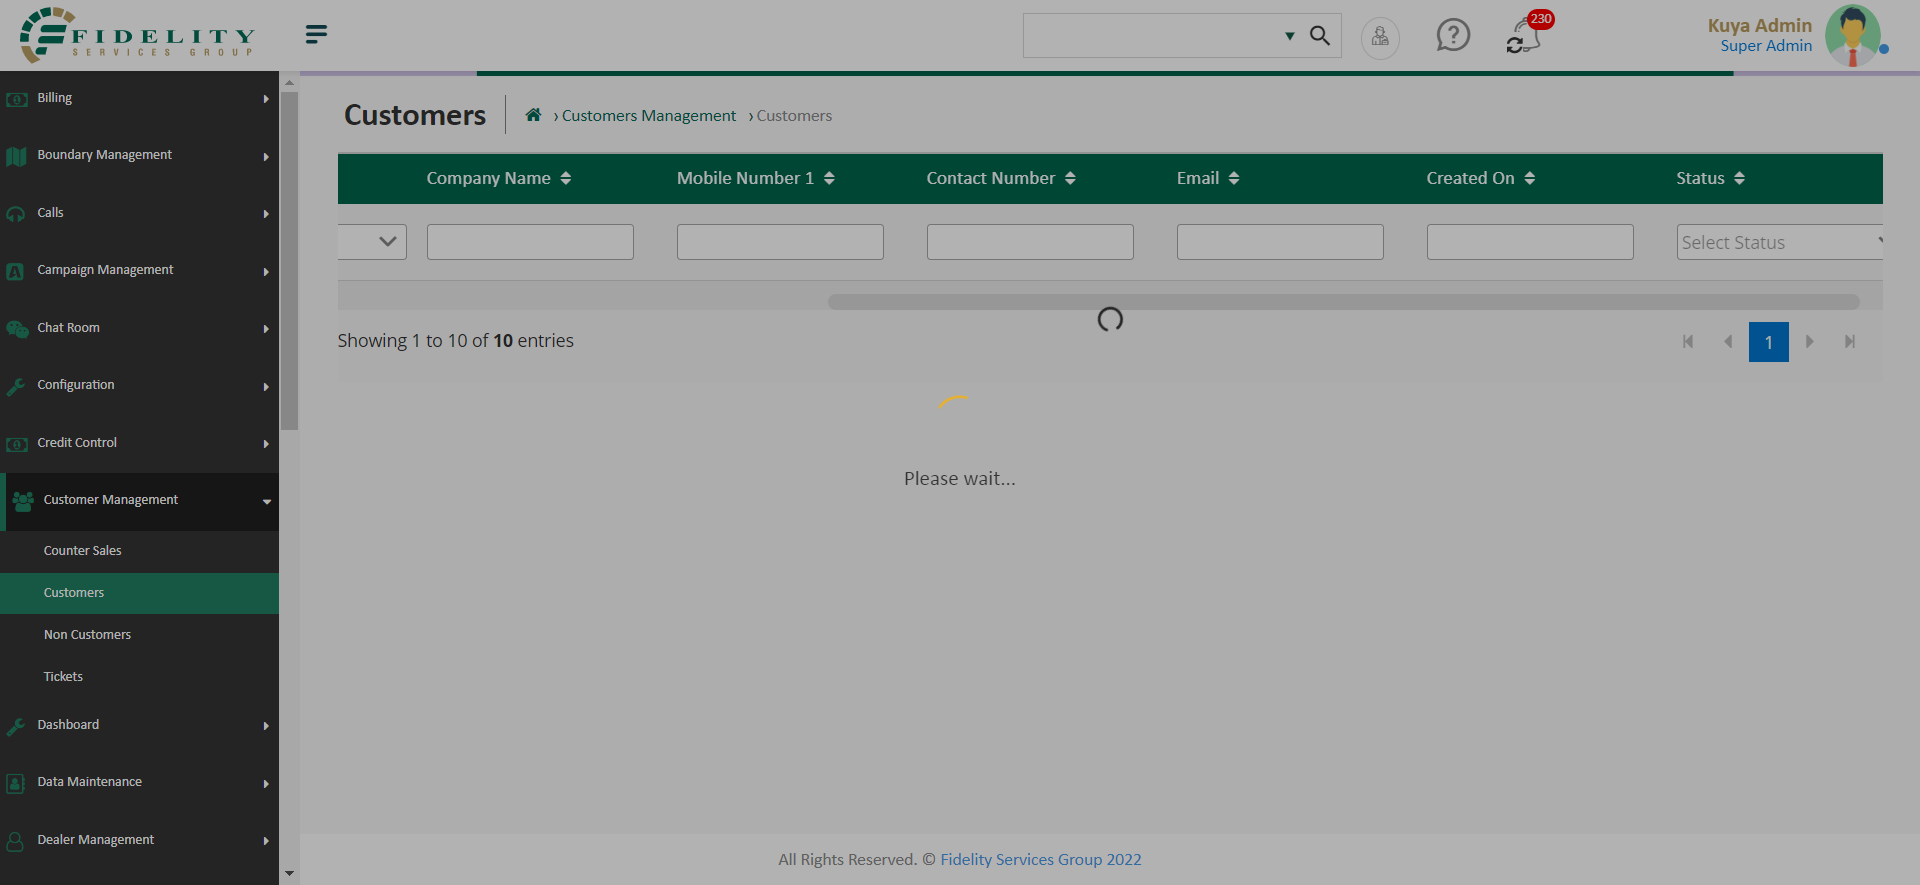 FIDELITY
SERVICES GROUP
230
Kuya Admin
Super Admin
Billing
Boundary Management
Calls
Campaign Management
Chat Room
Configuration
Credit Control
Customer Management
Counter Sales
Customers
Non Customers
Tickets
Dashboard
Data Maintenance
Dealer Management
Customers
› Customers Management › Customers
Company Name Mobile Number 1 Contact Number Email Created On Status
Select Status
Showing 1 to 10 of 10 entries
1
Please wait...
All Rights Reserved. © Fidelity Services Group 2022